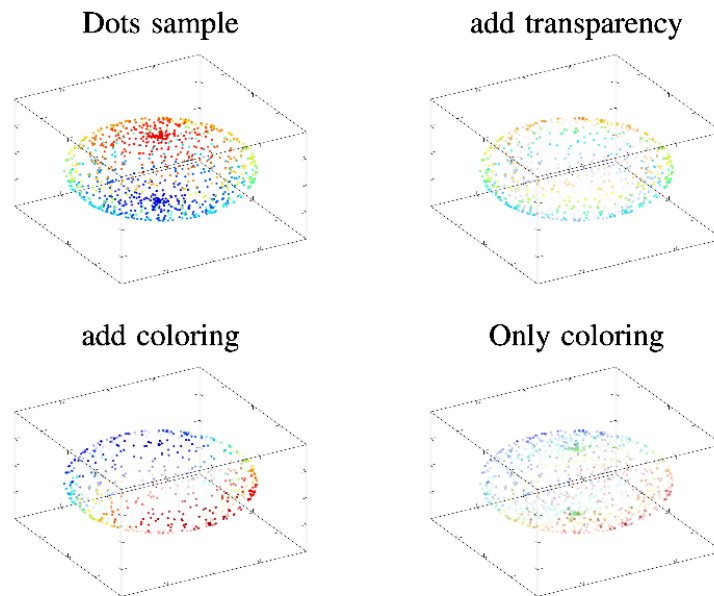 Dots sample
add transparency
add coloring
Only coloring